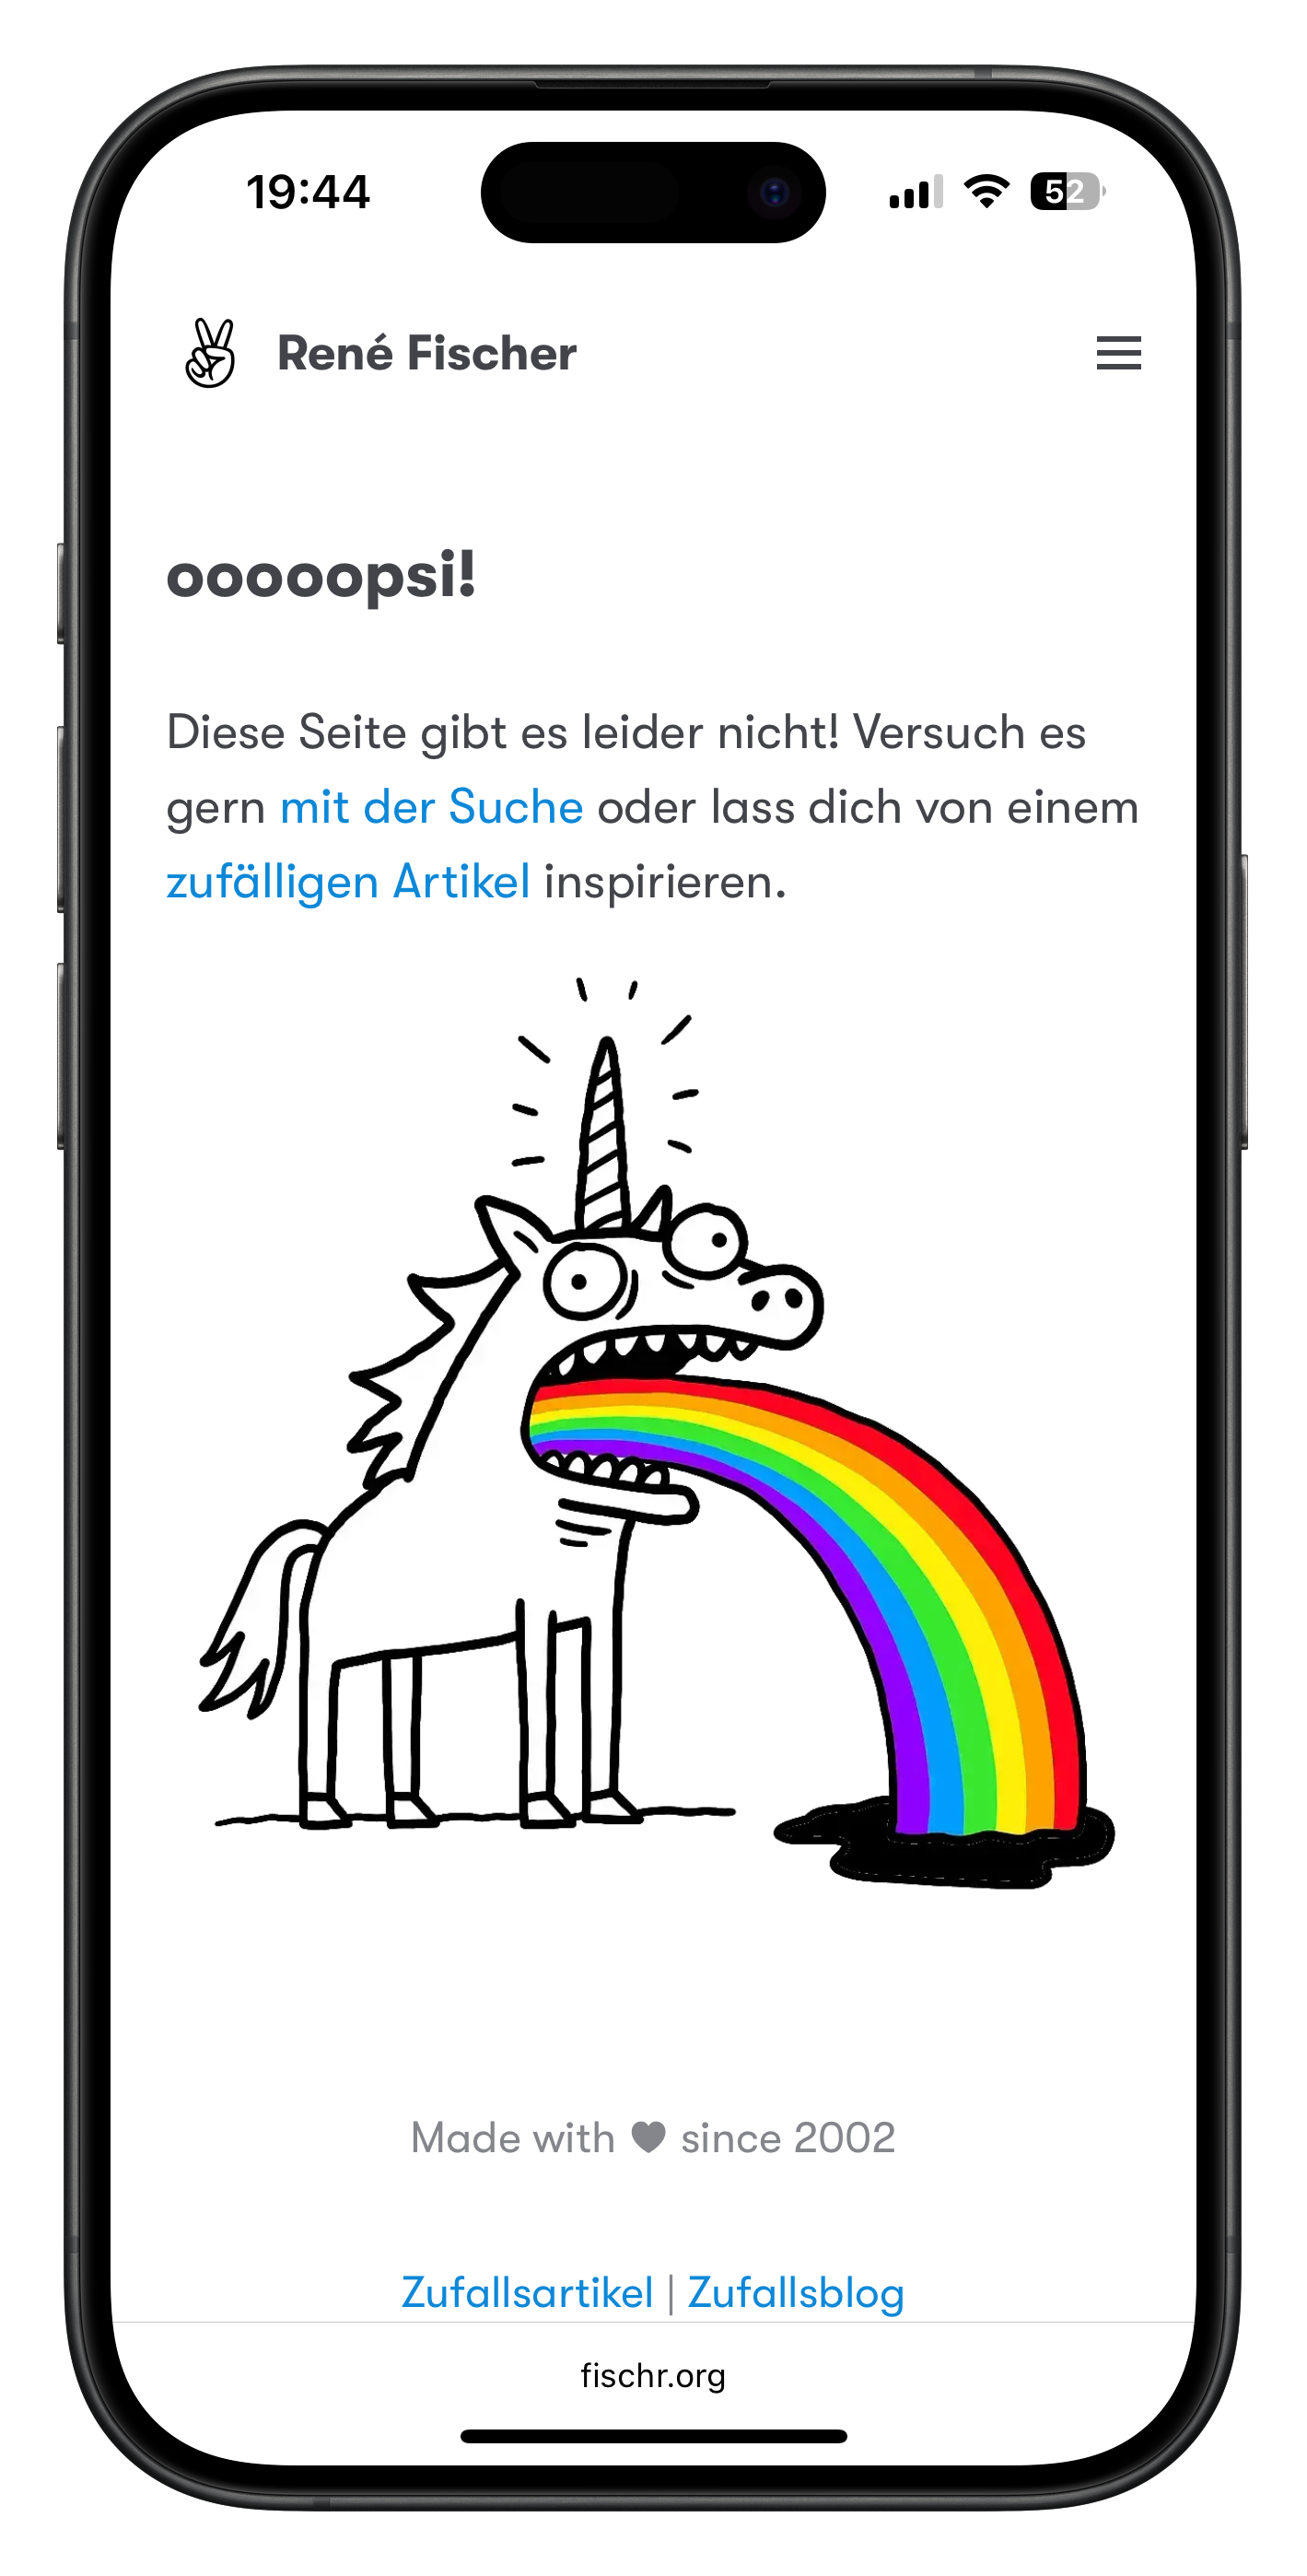 19:44
52
René Fischer
ooooopsi!
Diese Seite gibt es leider nicht! Versuch es
gern mit der Suche oder lass dich von einem
zufälligen Artikel inspirieren.
Made with ♥ since 2002
Zufallsartikel | Zufallsblog
fischr.org